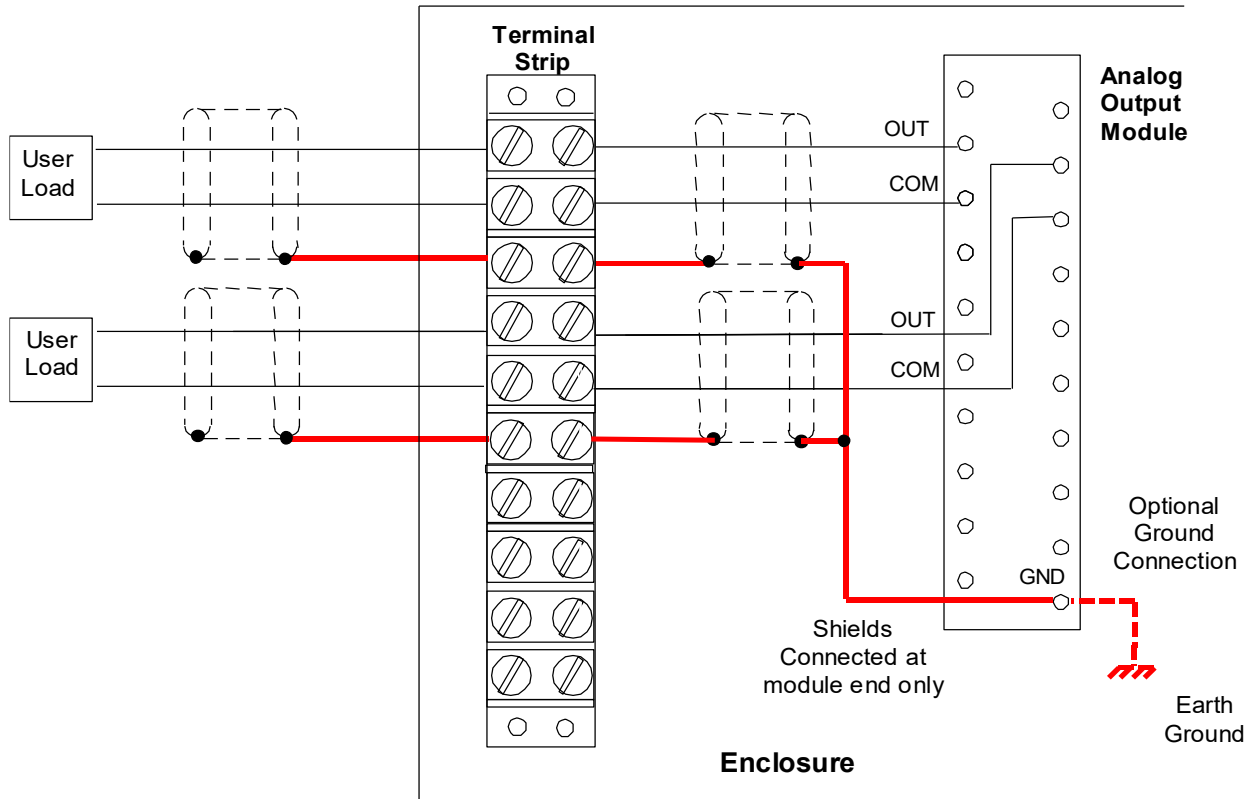 Terminal
Strip
Analog
Output
Module
User
Load
OUT
COM
User
Load
OUT
COM
Optional
Ground
Connection
GND
Shields
Connected at
module end only
Earth
Ground
Enclosure